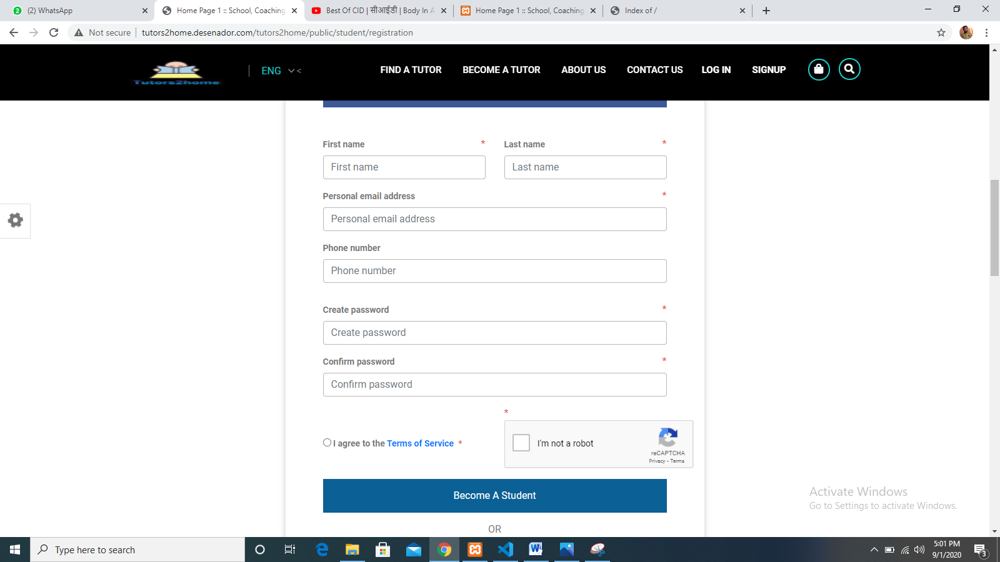 (2) WhatsApp
Home Page 1 :: School, Coaching
Best Of CID | सीआईडी | Body In A
Home Page 1 :: School, Coaching
Index of /
Not secure
tutors2home.desenador.com/tutors2home/public/student/registration
Tutors2home
ENG
<
FIND A TUTOR
BECOME A TUTOR
ABOUT US
CONTACT US
LOG IN
SIGNUP
First name *
Last name *
First name
Last name
Personal email address *
Personal email address
Phone number
Phone number
Create password *
Create password
Confirm password *
Confirm password
*
I agree to the Terms of Service *
I'm not a robot
reCAPTCHA
Privacy - Terms
Become A Student
OR
Activate Windows
Go to Settings to activate Windows.
Type here to search
5:01 PM
9/1/2020
3